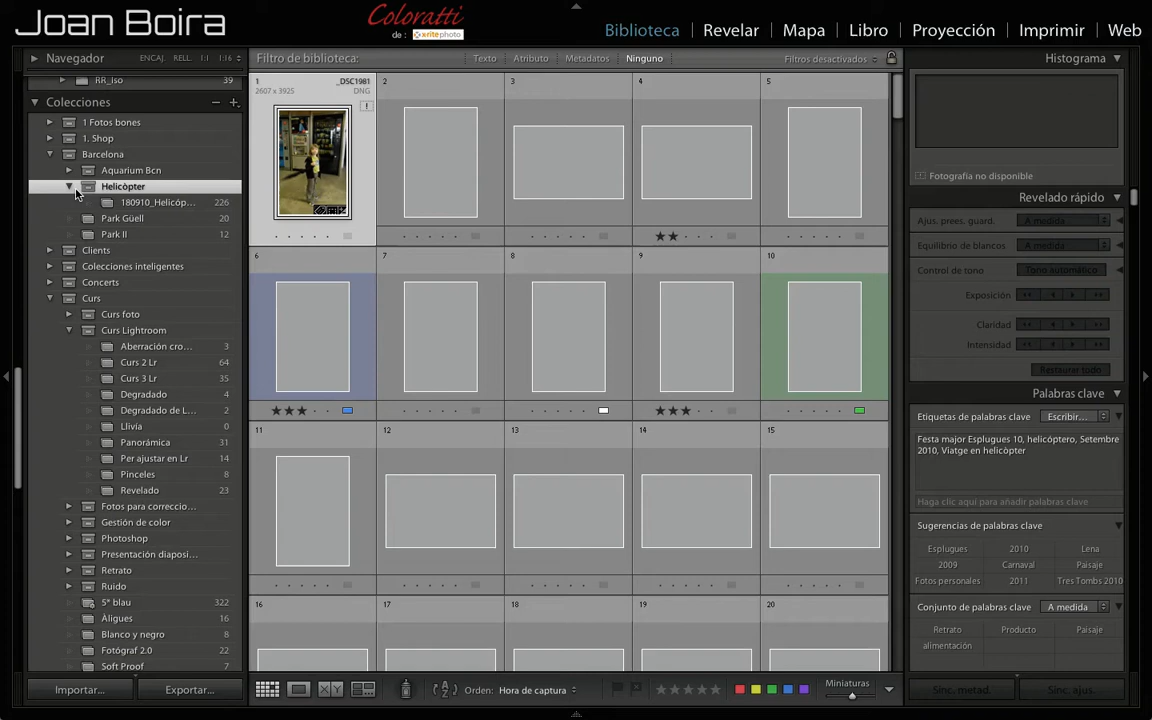 Joan Boira
Coloratti
de : xritephoto
Biblioteca Revelar Mapa Libro Proyección Imprimir Web
Navegador ENCAJ. RELL. 1:1 1:16
RR_Iso 39
Colecciones
1 Fotos bones
1. Shop
Barcelona
Aquarium Bcn
Helicòpter
180910_Helicóp... 226
Park Güell 20
Park II 12
Clients
Colecciones inteligentes
Concerts
Curs
Curs foto
Curs Lightroom
Aberración cro... 3
Curs 2 Lr 64
Curs 3 Lr 35
Degradado 4
Degradado de L... 2
Llivia 0
Panorámica 31
Per ajustar en Lr 14
Pinceles 8
Revelado 23
Fotos para correccio...
Gestión de color
Photoshop
Presentación diaposi...
Retrato
Ruido
5* blau 322
Àligues 16
Blanco y negro 8
Fotógraf 2.0 22
Soft Proof 7
Importar... Exportar...
Filtro de biblioteca: Texto Atributo Metadatos Ninguno Filtros desactivados
1 _DSC1981
2607 x 3925 DNG
2 3 4 5
6 7 8 9 10
11 12 13 14 15
16 17 18 19 20
Orden: Hora de captura
Miniaturas
Histograma
Fotografía no disponible
Revelado rápido
Ajus. prees. guard. A medida
Equilibrio de blancos A medida
Control de tono Tono automático
Exposición
Claridad
Intensidad
Restaurar todo
Palabras clave
Etiquetas de palabras clave Escribir...
Festa major Esplugues 10, helicóptero, Setembre
2010, Viatge en helicòpter
Haga clic aquí para añadir palabras clave
Sugerencias de palabras clave
Esplugues 2010 Lena
2009 Carnaval Paisaje
Fotos personales 2011 Tres Tombs 2010
Conjunto de palabras clave A medida
Retrato Producto Paisaje
alimentación
Sinc. metad. Sinc. ajus.